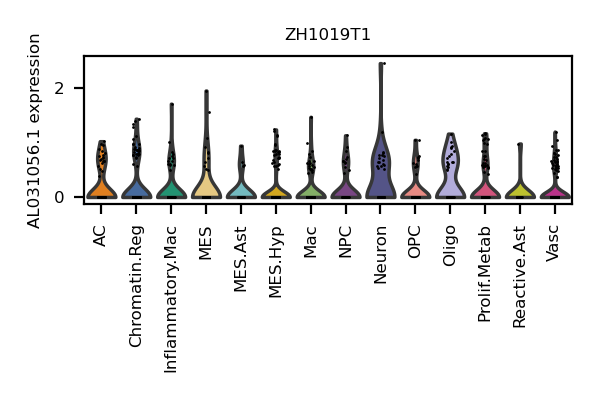 ZH1019T1
AL031056.1 expression
2
0
AC
Chromatin.Reg
Inflammatory.Mac
MES
MES.Ast
MES.Hyp
Mac
NPC
Neuron
OPC
Oligo
Prolif.Metab
Reactive.Ast
Vasc